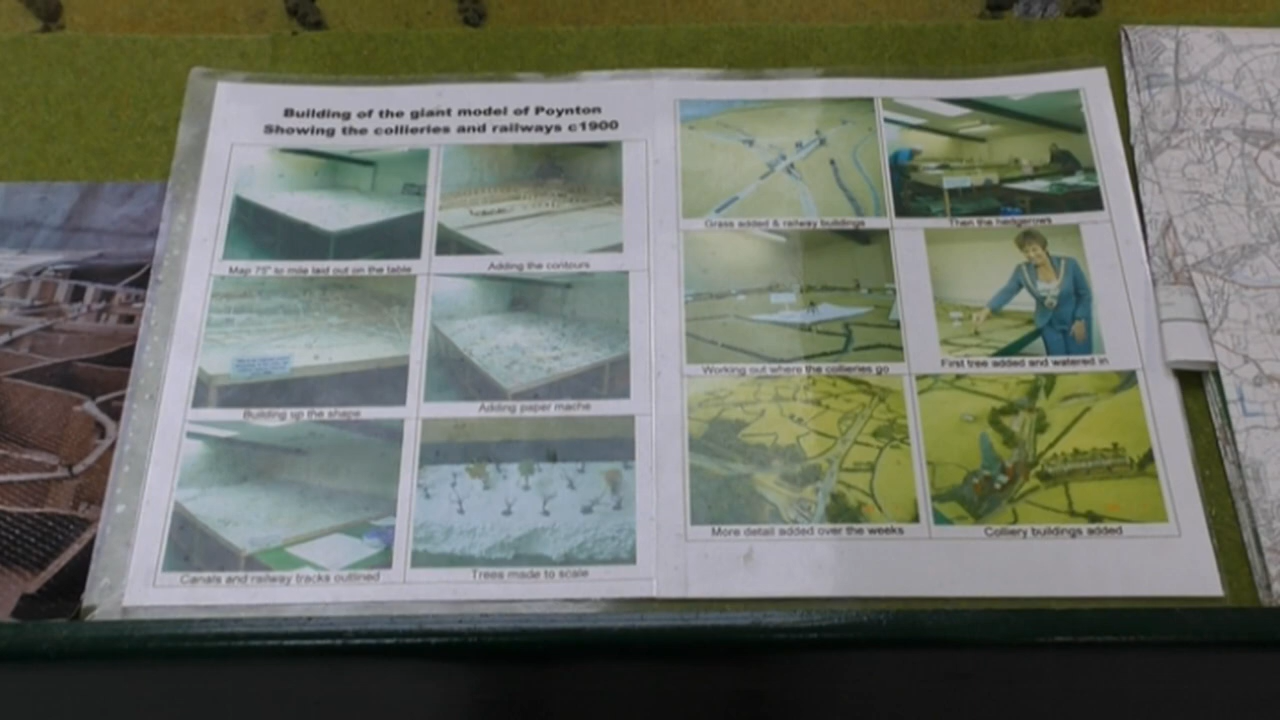 Building of the giant model of Poynton
Showing the collieries and railways c1900
Map 75" to mile laid out on the table
Adding the contours
Building up the shape
Adding paper mache
Canals and railway tracks outlined
Trees made to scale
Grass added & railway buildings
Then the hedgerows
Working out where the collieries go
First tree added and watered in
More detail added over the weeks
Colliery buildings added